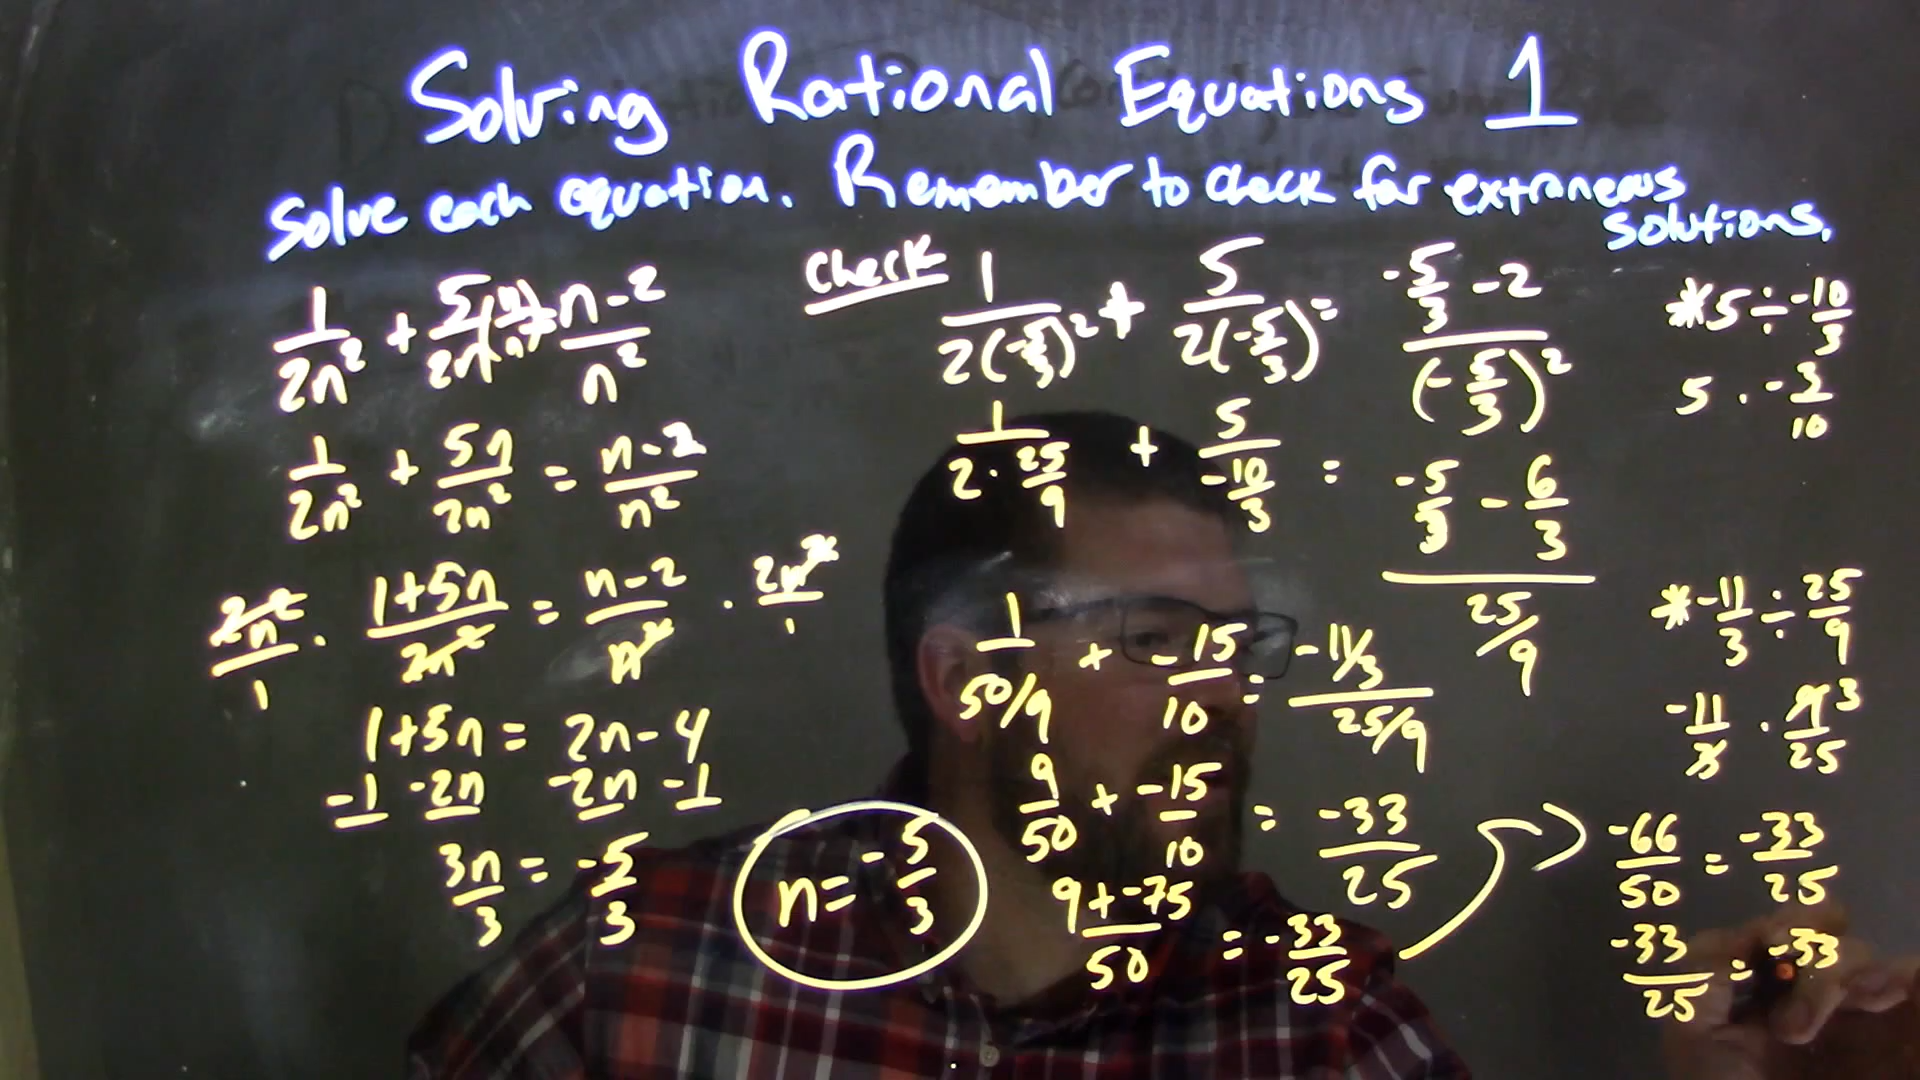 Solving Rational Equations 1
Solve each equation. Remember to check for extraneous
solutions.
1/2n² + 5(n)/2n(n) = n-2/n²
1/2n² + 5n/2n² = n-2/n²
2n²/1 · 1+5n/2n² = n-2/n² · 2n²/1
1+5n = 2n-4
-1 -2n -2n -1
3n/3 = -5/3
n = -5/3
Check
1/2(-5/3)² + 5/2(-5/3) = -5/3 - 2/(-5/3)²
1/2·25/9 + 5/-10/3 = -5/3 - 6/3/25/9
1/50/9 + -15/10 = -11/3/25/9
9/50 + -15/10 = -33/25
9+-75/50 = -33/25
*5 ÷ -10/3
5 · -3/10
*-11/3 ÷ 25/9
-11/3 · 9 3/25
-66/50 = -33/25
-33/25 = -33